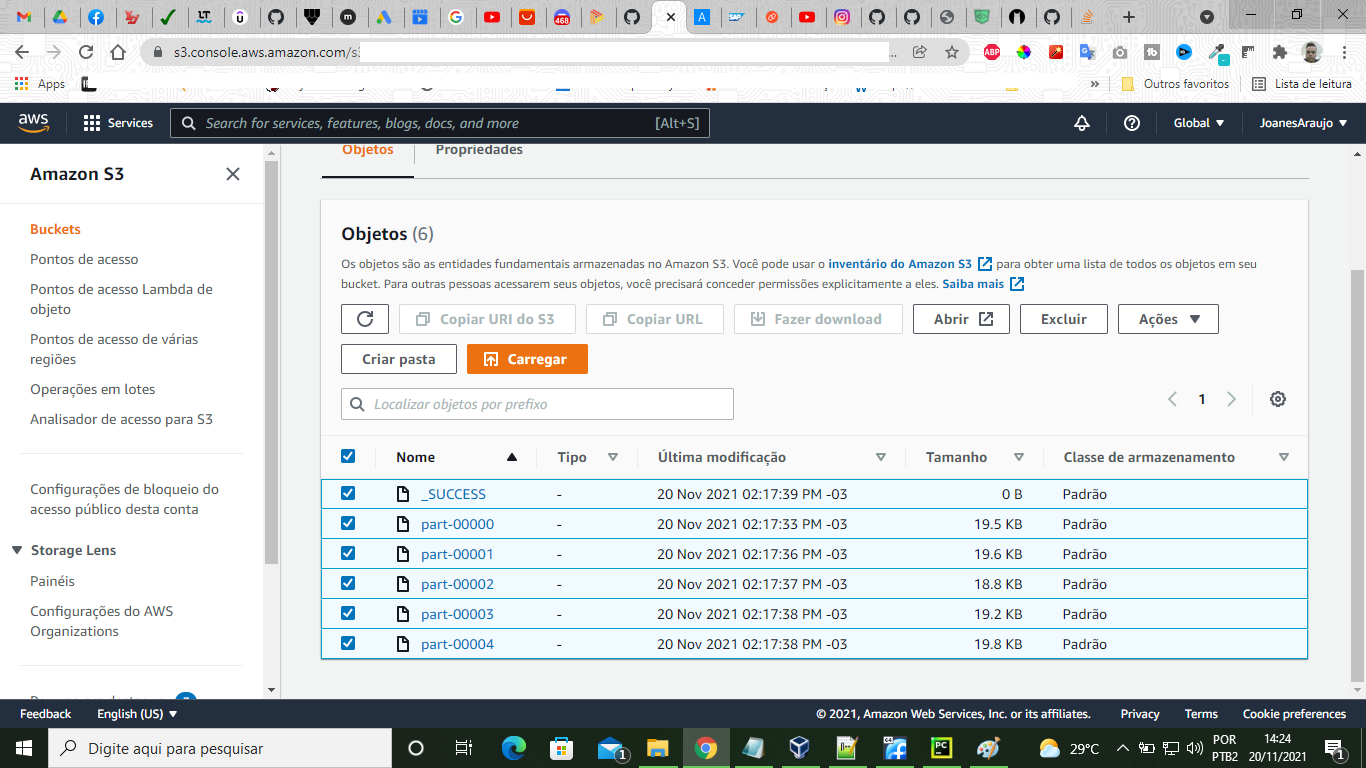 s3.console.aws.amazon.com/s3
Apps
Outros favoritos
Lista de leitura
aws
Services
Search for services, features, blogs, docs, and more
[Alt+S]
Global
JoanesAraujo
Amazon S3
Objetos
Propriedades
Buckets
Pontos de acesso
Pontos de acesso Lambda de
objeto
Pontos de acesso de várias
regiões
Operações em lotes
Analisador de acesso para S3
Configurações de bloqueio do
acesso público desta conta
Storage Lens
Painéis
Configurações do AWS
Organizations
Objetos (6)
Os objetos são as entidades fundamentais armazenadas no Amazon S3. Você pode usar o inventário do Amazon S3 para obter uma lista de todos os objetos em seu
bucket. Para outras pessoas acessarem seus objetos, você precisará conceder permissões explicitamente a eles. Saiba mais
Copiar URI do S3
Copiar URL
Fazer download
Abrir
Excluir
Ações
Criar pasta
Carregar
Localizar objetos por prefixo
1
Nome Tipo Última modificação Tamanho Classe de armazenamento
_SUCCESS - 20 Nov 2021 02:17:39 PM -03 0 B Padrão
part-00000 - 20 Nov 2021 02:17:33 PM -03 19.5 KB Padrão
part-00001 - 20 Nov 2021 02:17:36 PM -03 19.6 KB Padrão
part-00002 - 20 Nov 2021 02:17:37 PM -03 18.8 KB Padrão
part-00003 - 20 Nov 2021 02:17:38 PM -03 19.2 KB Padrão
part-00004 - 20 Nov 2021 02:17:38 PM -03 19.8 KB Padrão
Feedback
English (US)
© 2021, Amazon Web Services, Inc. or its affiliates.
Privacy
Terms
Cookie preferences
Digite aqui para pesquisar
29°C
POR
PTB2
14:24
20/11/2021